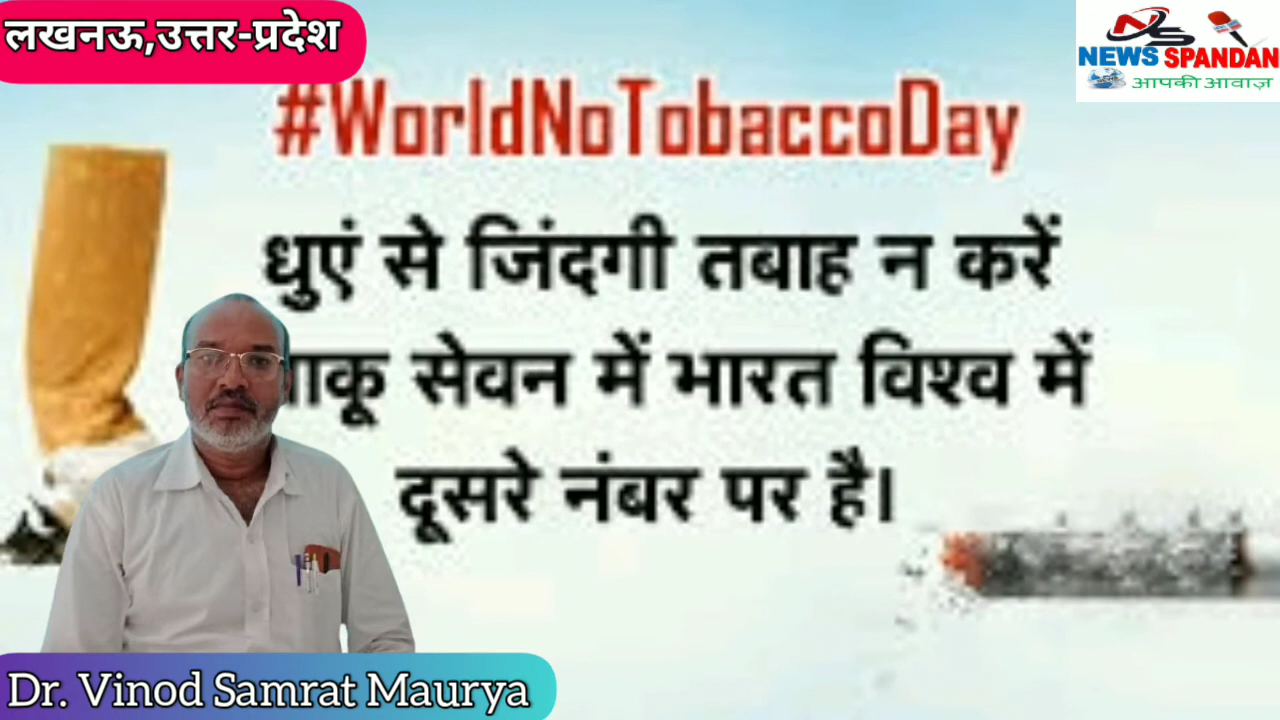 लखनऊ,उत्तर-प्रदेश
NS
NEWS SPANDAN
आपकी आवाज़
#WorldNoTobaccoDay
धुएं से जिंदगी तबाह न करें
सेवन में भारत विश्व में
दूसरे नंबर पर है।
Dr. Vinod Samrat Maurya